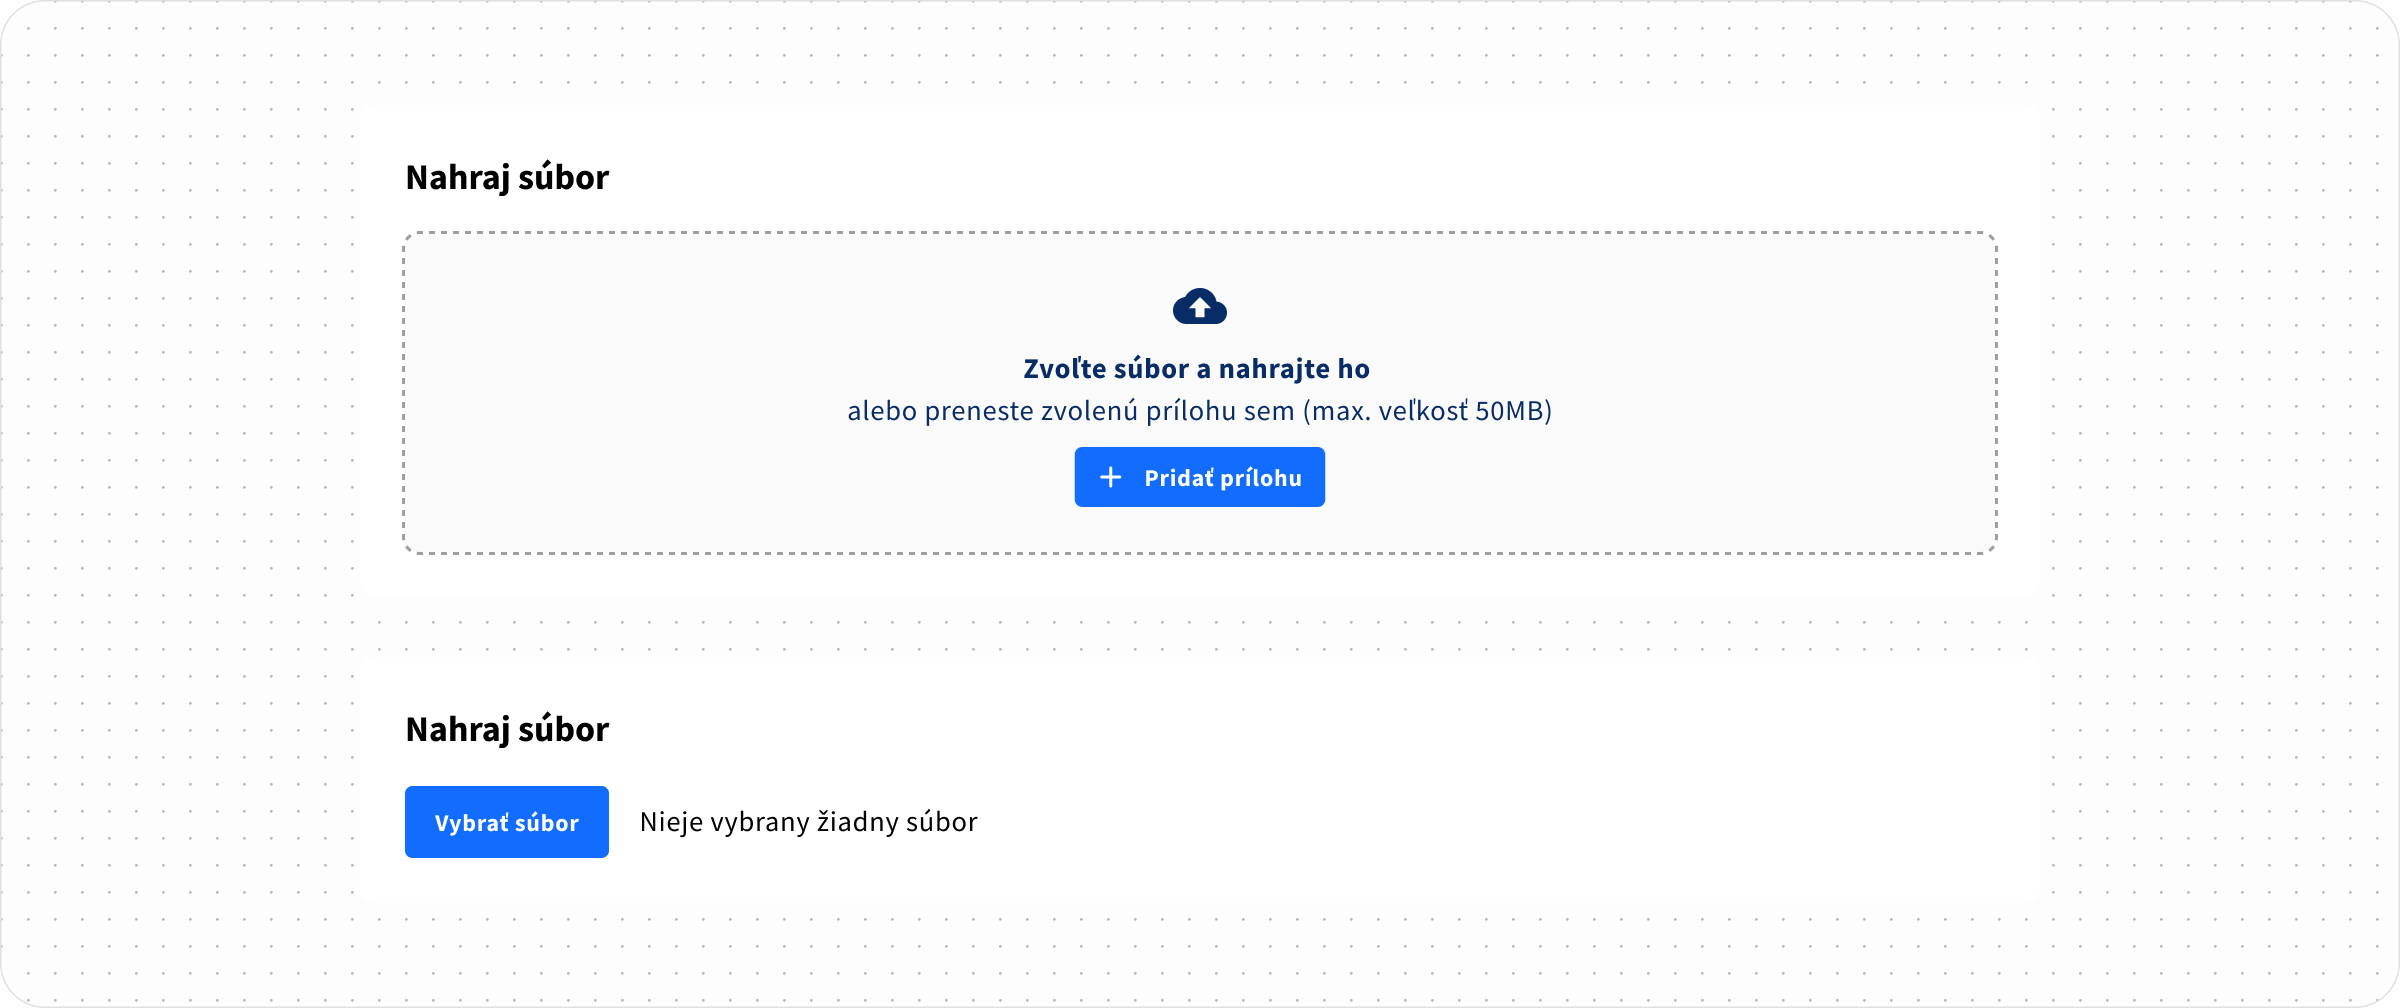 Nahraj súbor
Zvoľte súbor a nahrajte ho
alebo preneste zvolenú prílohu sem (max. veľkosť 50MB)
Pridať prílohu
Nahraj súbor
Vybrať súbor
Nieje vybrany žiadny súbor